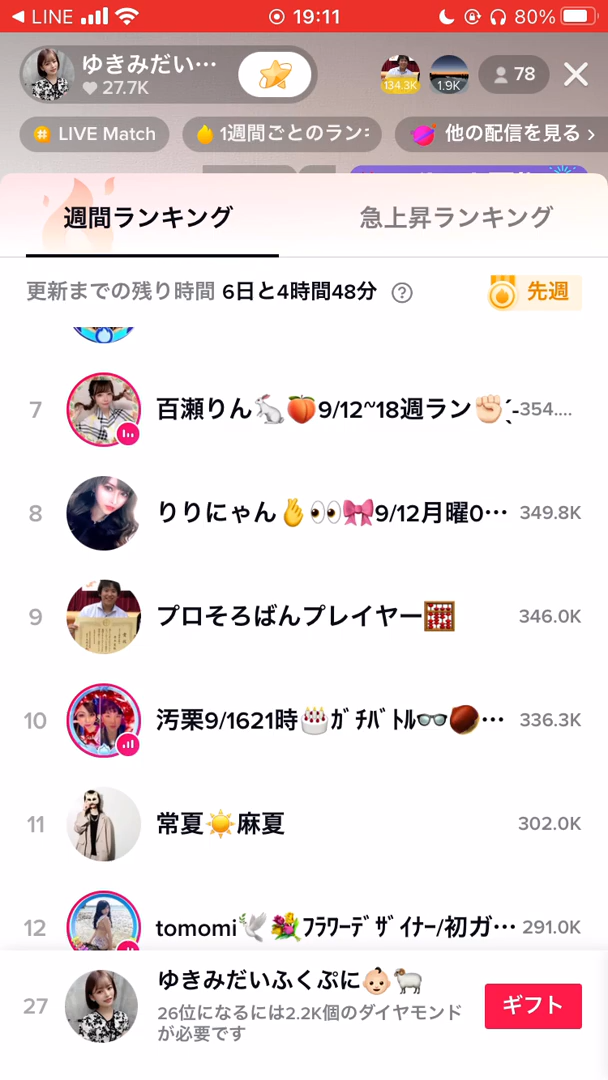 ◀ LINE 19:11 80%
ゆきみだい…
27.7K
134.3K 1.9K 78
LIVE Match 1週間ごとのラン 他の配信を見る
週間ランキング 急上昇ランキング
更新までの残り時間 6日と4時間48分 先週
7 百瀬りん🐇🍑9/12~18週ラン✊🏻 ̖́-354....
8 りりにゃん🫰👀🎀9/12月曜0… 349.8K
9 プロそろばんプレイヤー🧮 346.0K
10 汚栗9/1621時🎂ｶﾞﾁﾊﾞﾄﾙ👓🌰… 336.3K
11 常夏☀️麻夏 302.0K
12 tomomi🕊💐ﾌﾗﾜｰﾃﾞｻﾞｲﾅｰ/初ガ… 291.0K
27 ゆきみだいふくぷに👶🏻🐏
26位になるには2.2K個のダイヤモンド
が必要です
ギフト